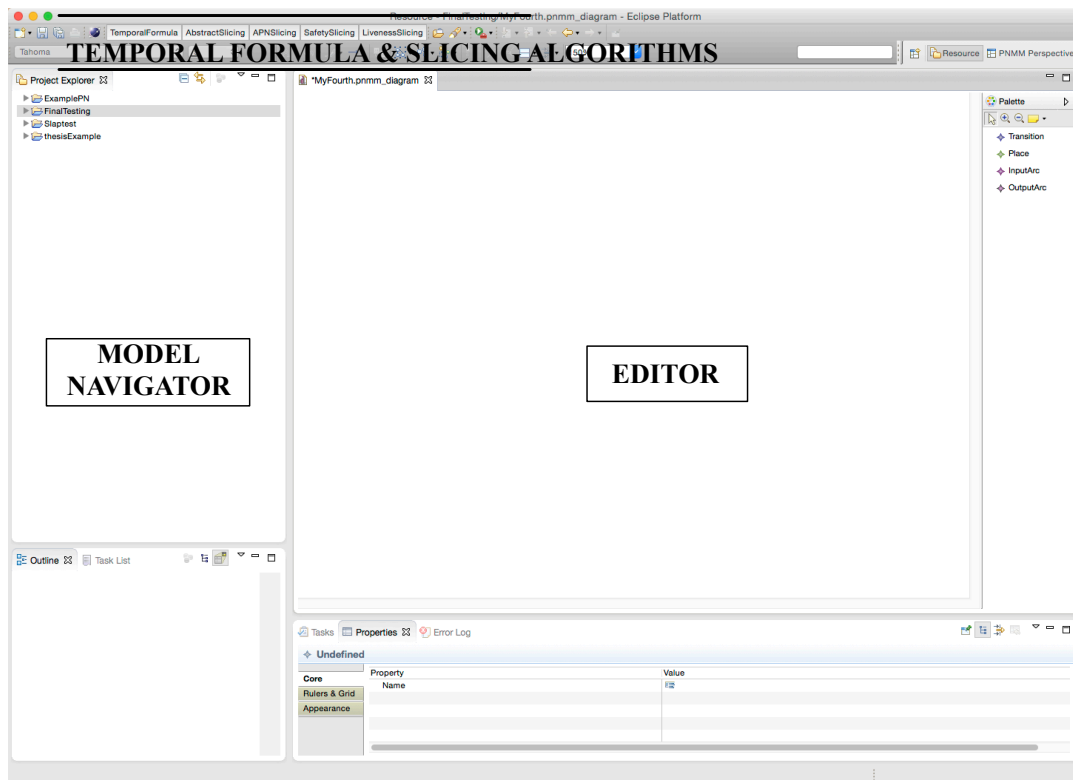 Resource - FinalTesting/MyFourth.pnmm_diagram - Eclipse Platform
TemporalFormula AbstractSlicing APNSlicing SafetySlicing LivenessSlicing
Tahoma
TEMPORAL FORMULA & SLICING ALGORITHMS
Resource PNMM Perspective
Project Explorer
*MyFourth.pnmm_diagram
ExamplePN
FinalTesting
Slaptest
thesisExample
Palette
Transition
Place
InputArc
OutputArc
MODEL
NAVIGATOR
EDITOR
Outline Task List
Tasks Properties Error Log
Undefined
Core
Rulers & Grid
Appearance
Property Value
Name